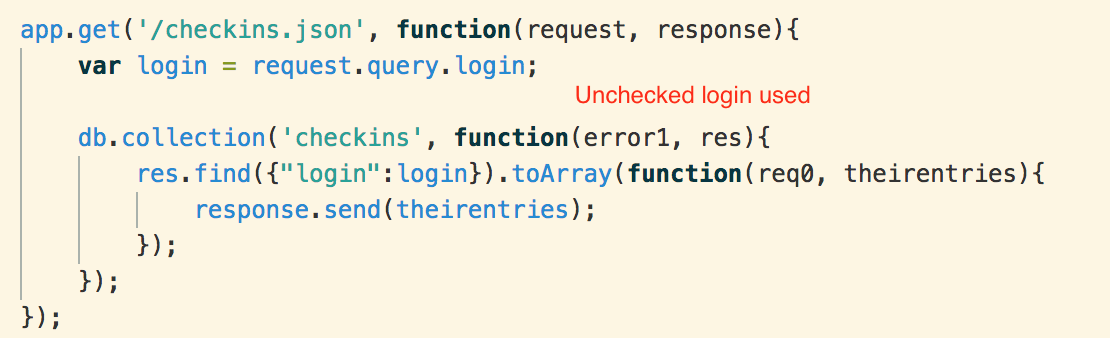 app.get('/checkins.json', function(request, response){
var login = request.query.login;
Unchecked login used
db.collection('checkins', function(error1, res){
res.find({"login":login}).toArray(function(req0, theirentries){
response.send(theirentries);
});
});
});